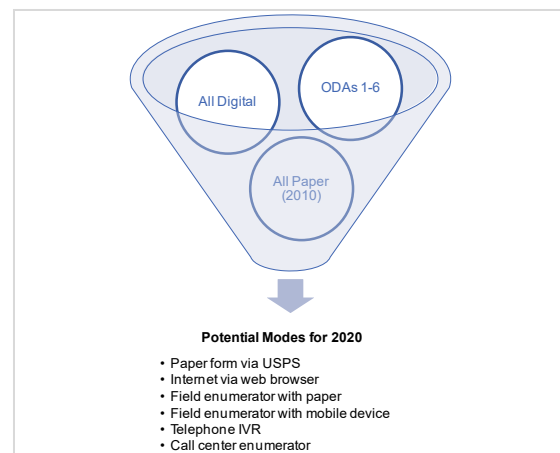 All Digital
ODAs 1-6
All Paper
(2010)
Potential Modes for 2020
• Paper form via USPS
• Internet via web browser
• Field enumerator with paper
• Field enumerator with mobile device
• Telephone IVR
• Call center enumerator